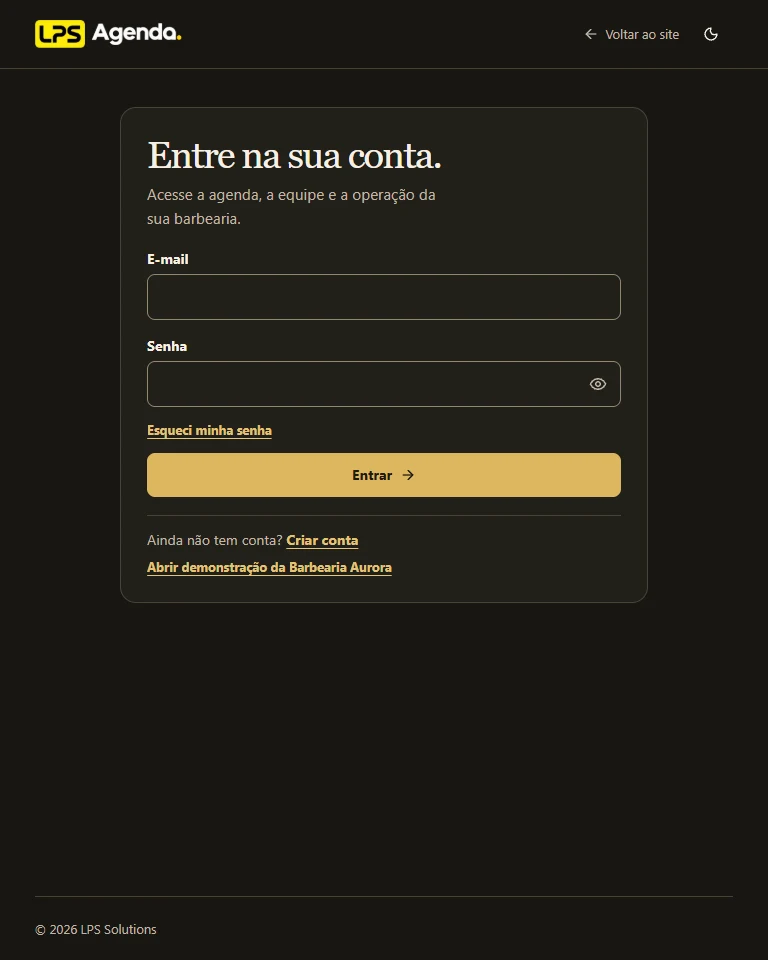 LPS Agenda.
Voltar ao site
Entre na sua conta.
Acesse a agenda, a equipe e a operação da
sua barbearia.
E-mail
Senha
Esqueci minha senha
Entrar
Ainda não tem conta? Criar conta
Abrir demonstração da Barbearia Aurora
© 2026 LPS Solutions